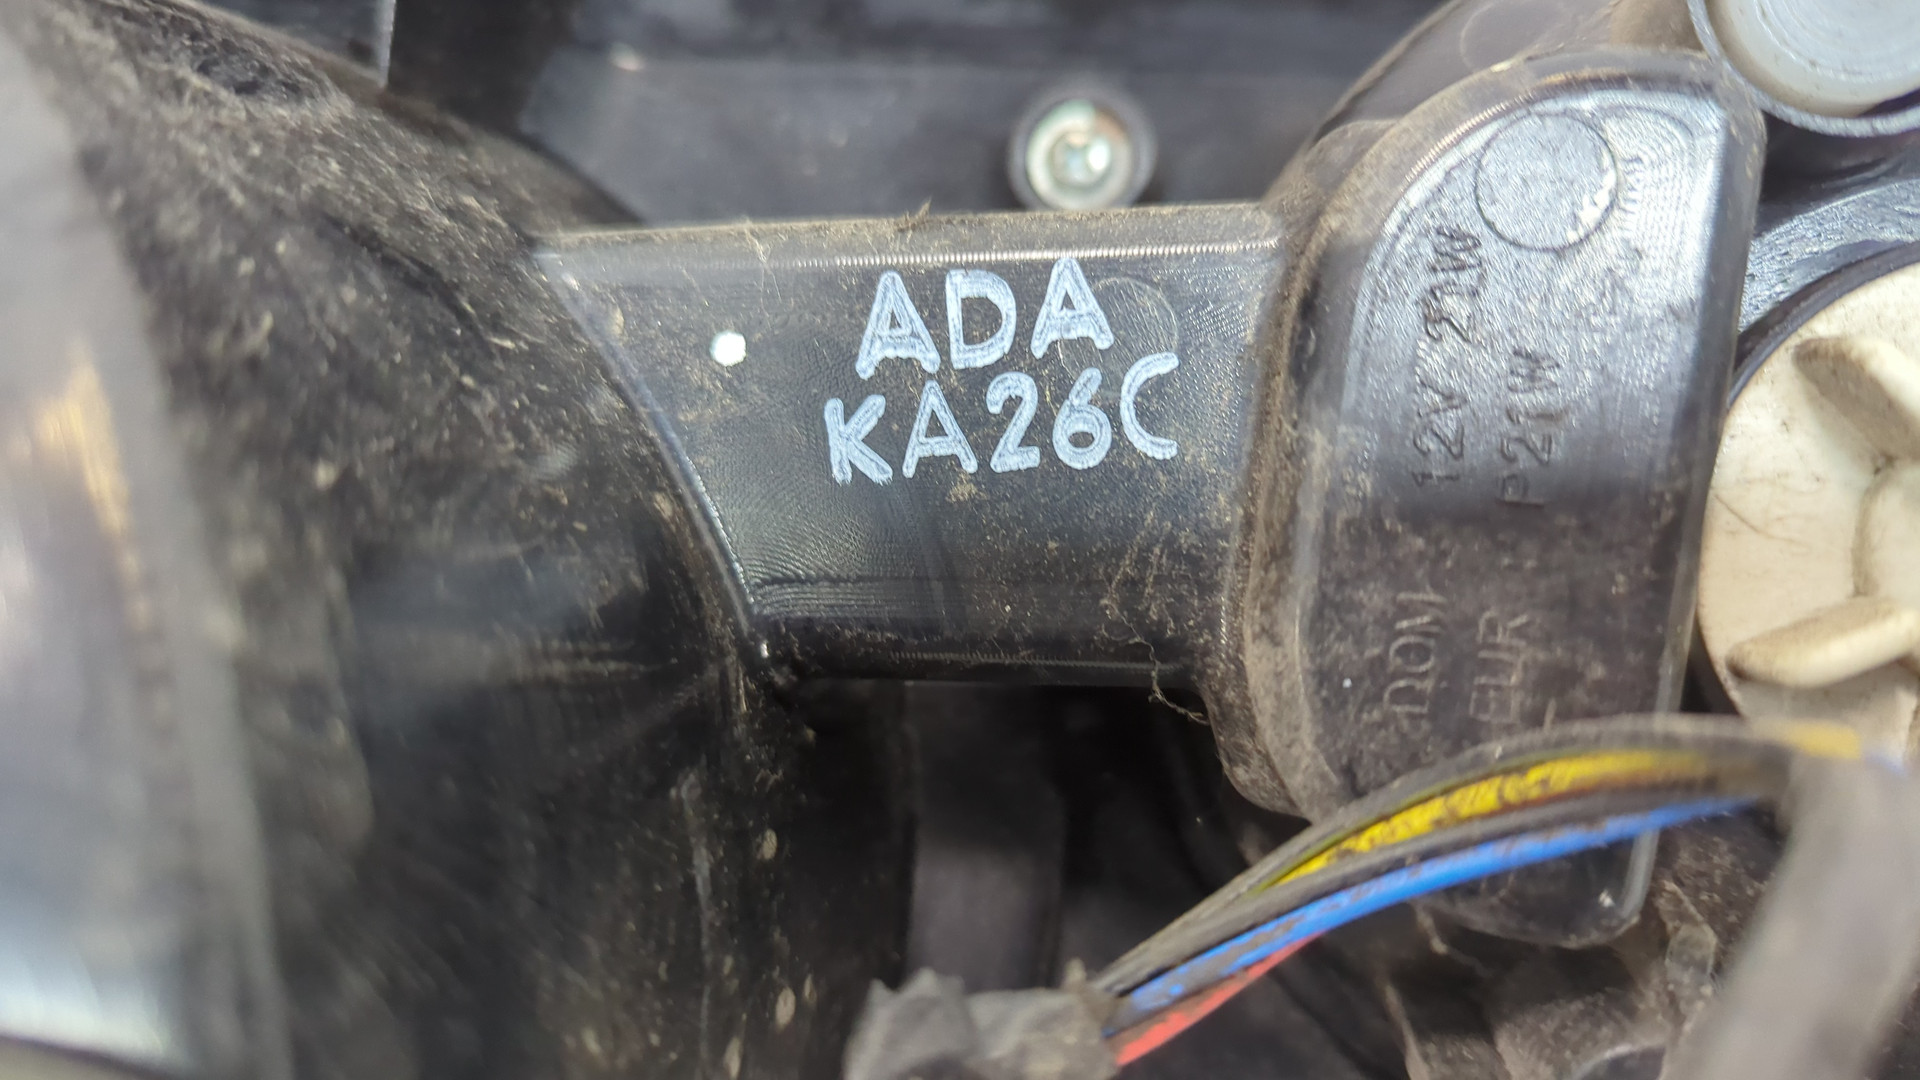 ADA
KA26C
12V 21W
P21W
DOM
EUR